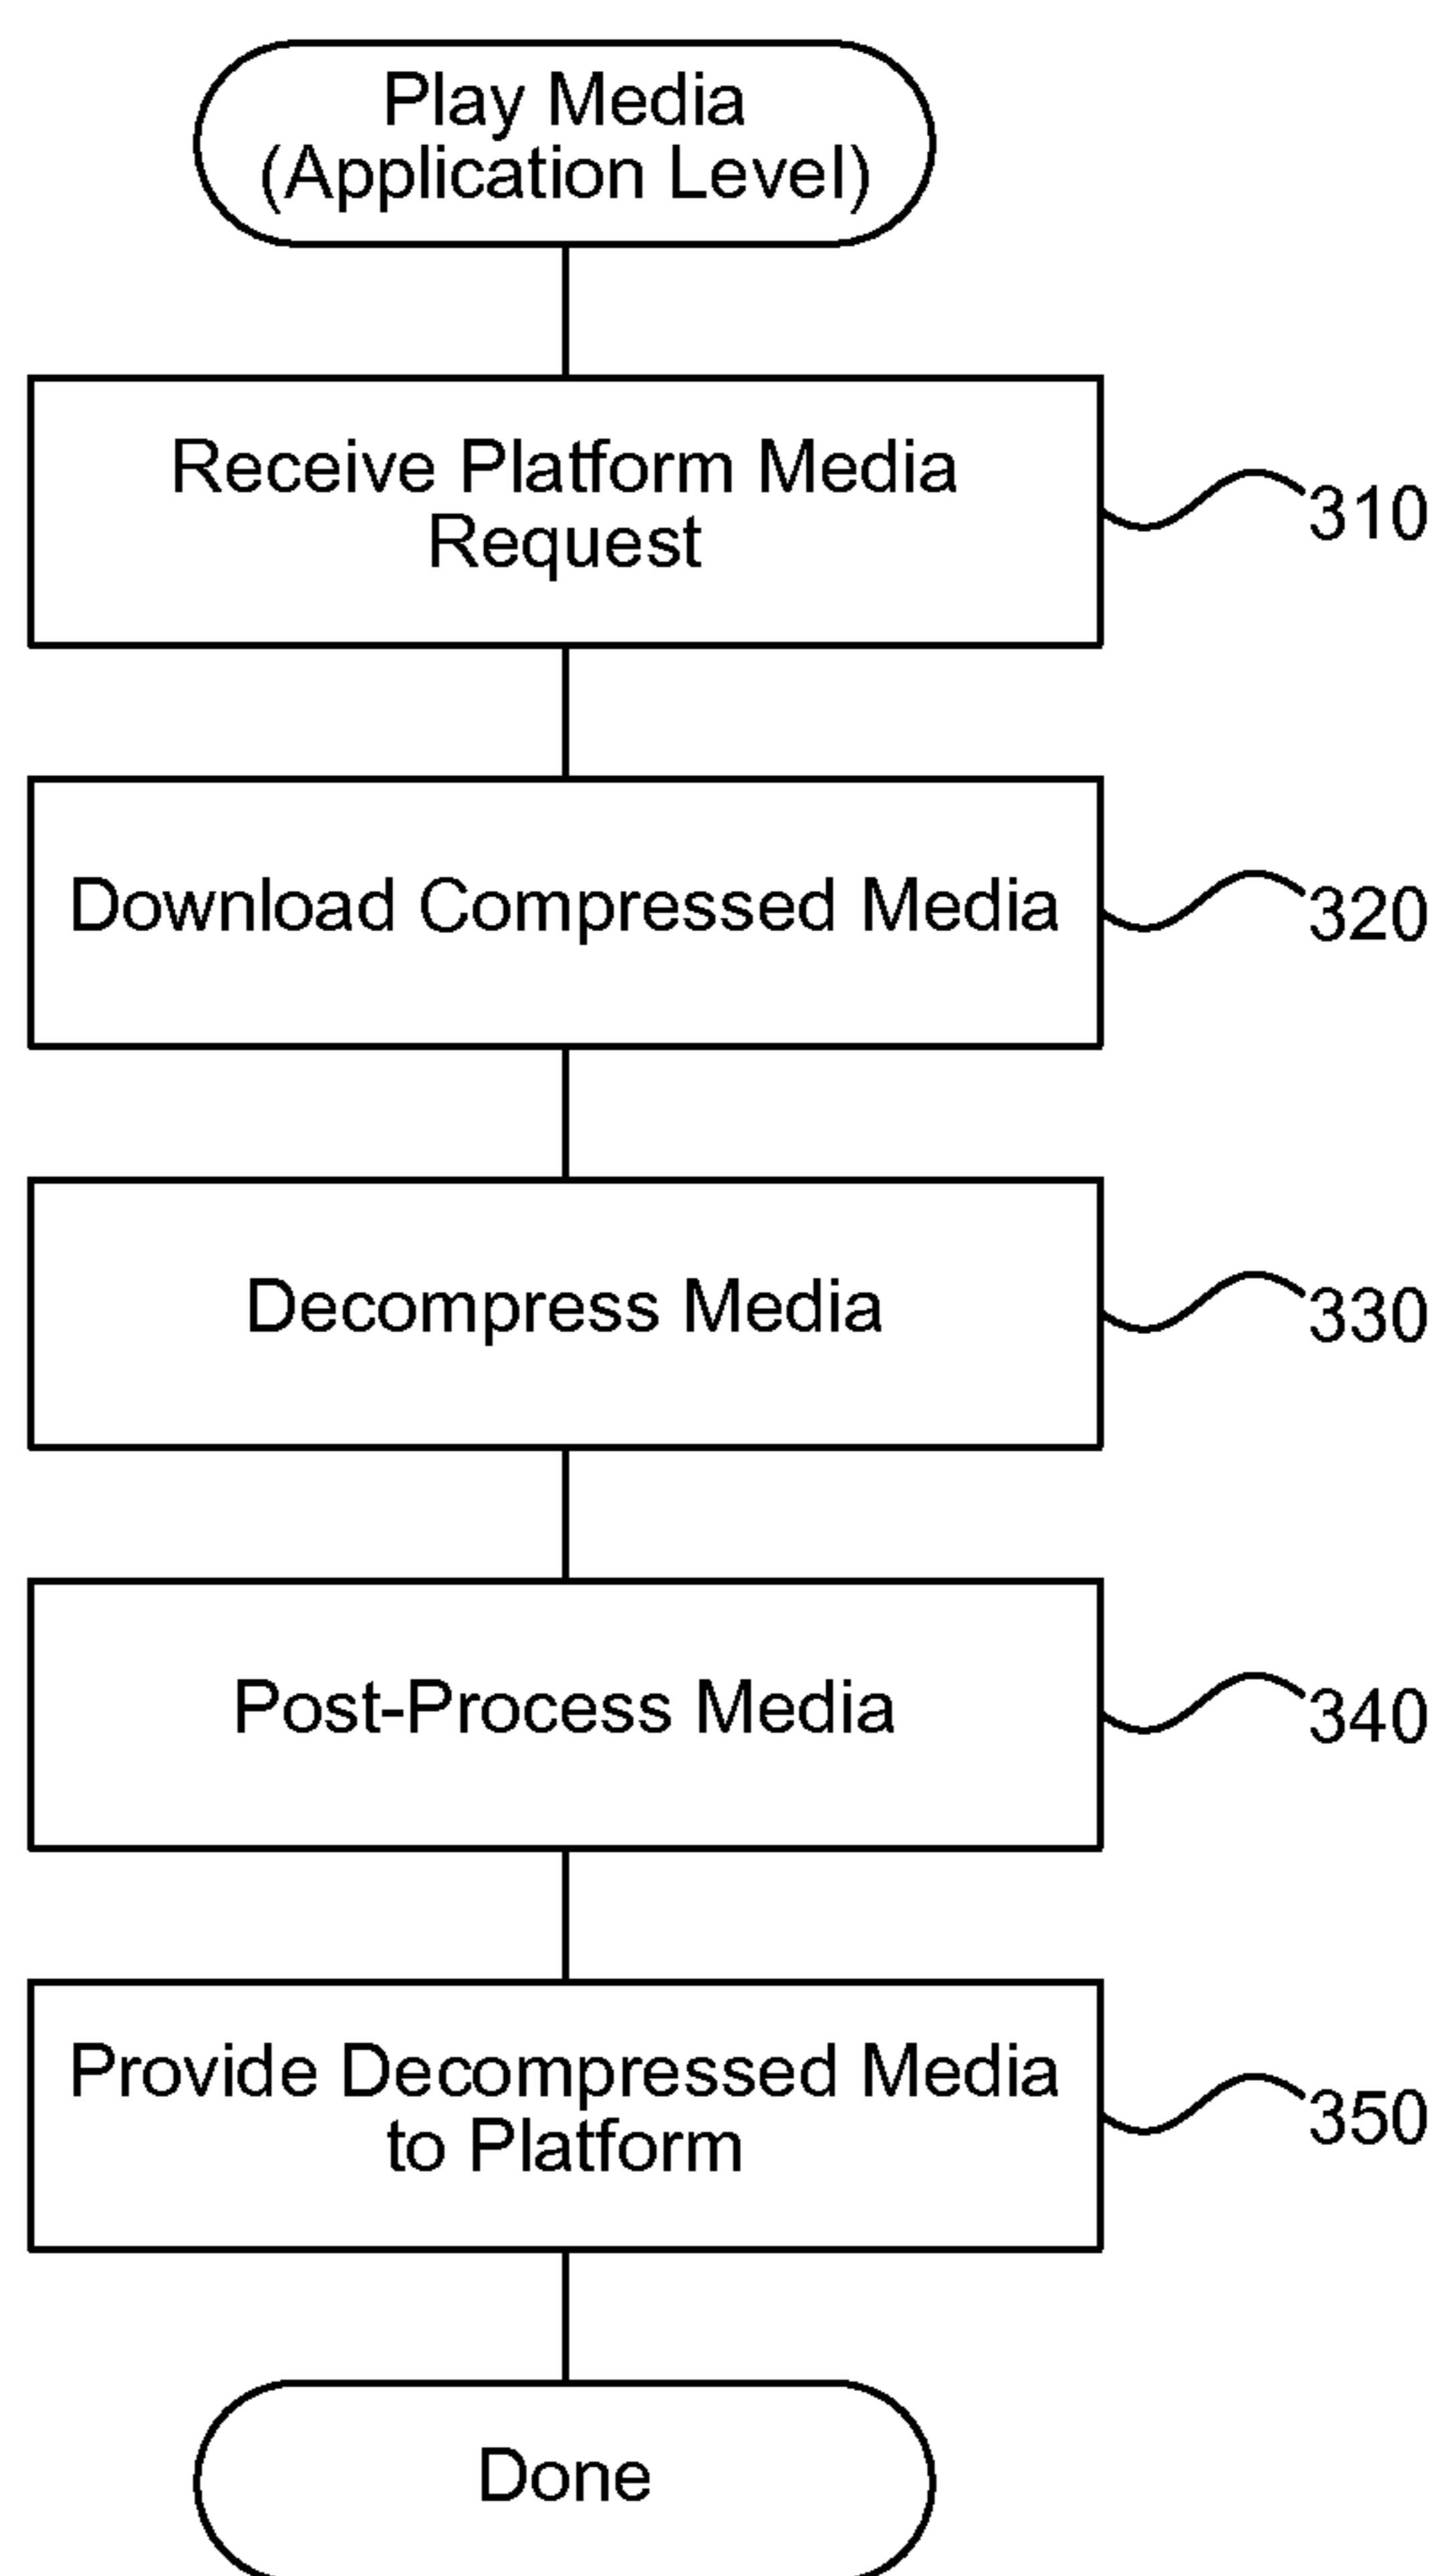 Play Media
(Application Level)
Receive Platform Media
Request
310
Download Compressed Media
320
Decompress Media
330
Post-Process Media
340
Provide Decompressed Media
to Platform
350
Done